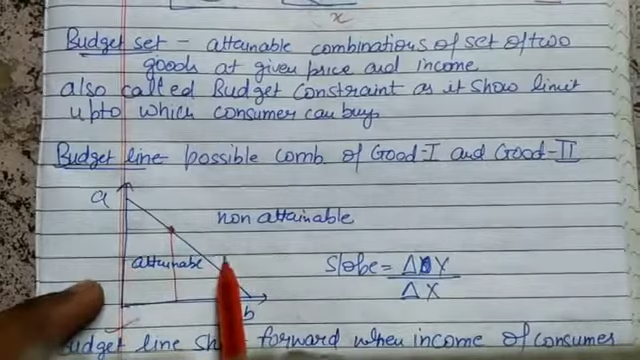 x
Budget set - attainable combinations of set of two
goods at given price and income
also called Budget constraint as it show limit
upto which consumer can buy
Budget line- possible comb of Good-I and Good-II
a
non attainable
attainable
Slobe = ΔY
ΔX
b
Budget line forward when income of consumer